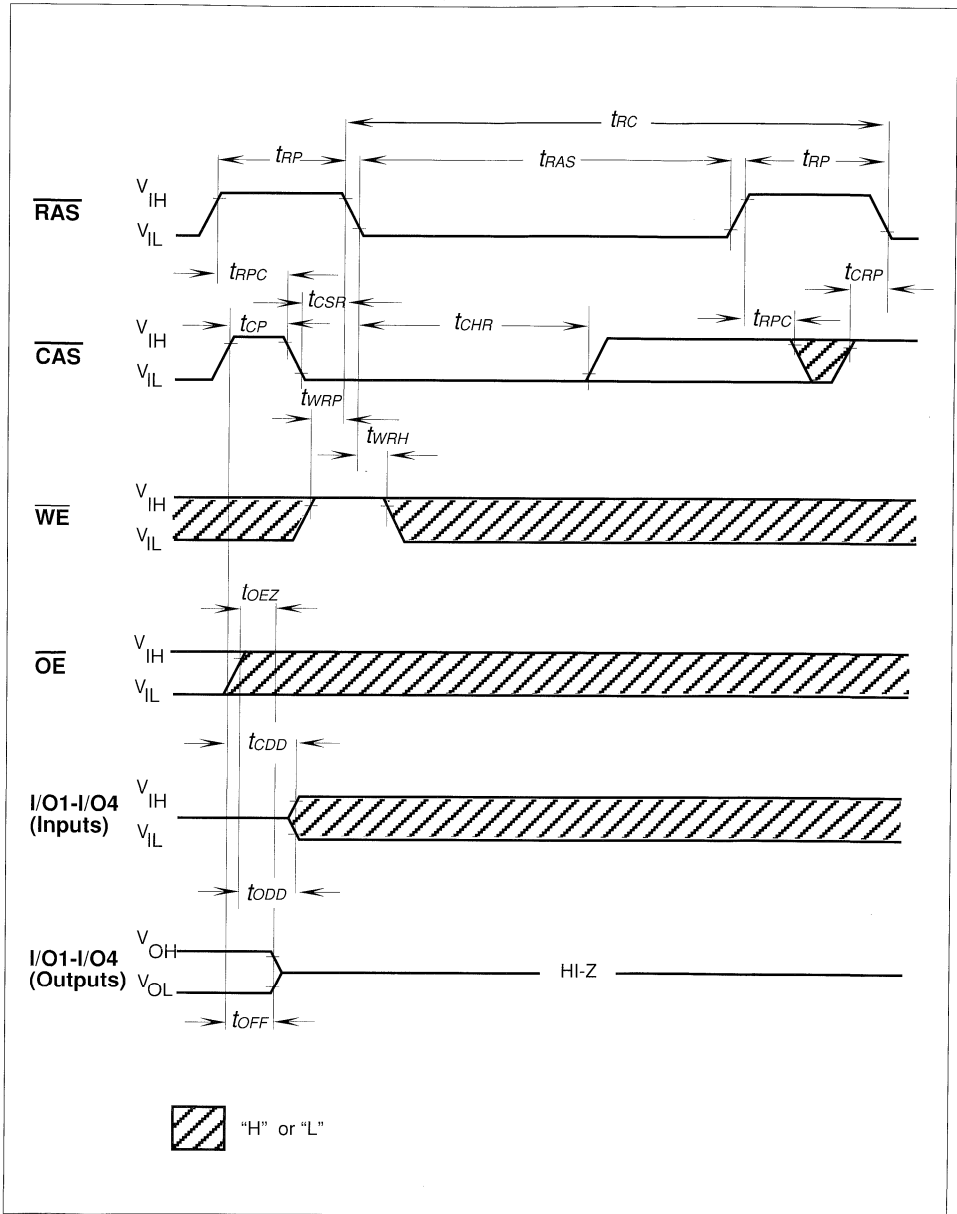 tRC
tRP tRAS tRP
RAS VIH
VIL
tRPC tCRP
tCSR
tCP tCHR tRPC
CAS VIH
VIL
tWRP
tWRH
WE VIH
VIL
tOEZ
OE VIH
VIL
tCDD
I/O1-I/O4 VIH
(Inputs) VIL
tODD
I/O1-I/O4 VOH
(Outputs) VOL
HI-Z
tOFF
“H” or “L”